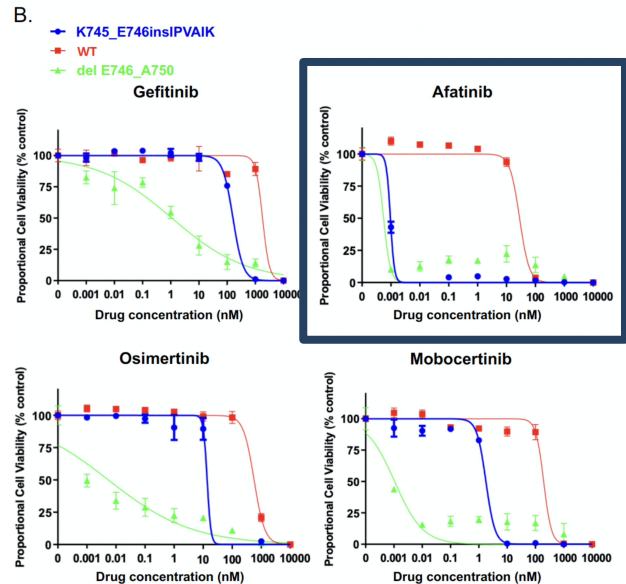 B.
K745_E746insIPVAIK
WT
del E746_A750
Gefitinib
Proportional Cell Viability (% control)
100
75
50
25
0
0 0.001 0.01 0.1 1 10 100 1000 10000
Drug concentration (nM)
Afatinib
Proportional Cell Viability (% control)
100
75
50
25
0
0 0.001 0.01 0.1 1 10 100 1000 10000
Drug concentration (nM)
Osimertinib
Proportional Cell Viability (% control)
100
75
50
25
0
0 0.001 0.01 0.1 1 10 100 1000 10000
Drug concentration (nM)
Mobocertinib
Proportional Cell Viability (% control)
100
75
50
25
0
0 0.001 0.01 0.1 1 10 100 1000 10000
Drug concentration (nM)